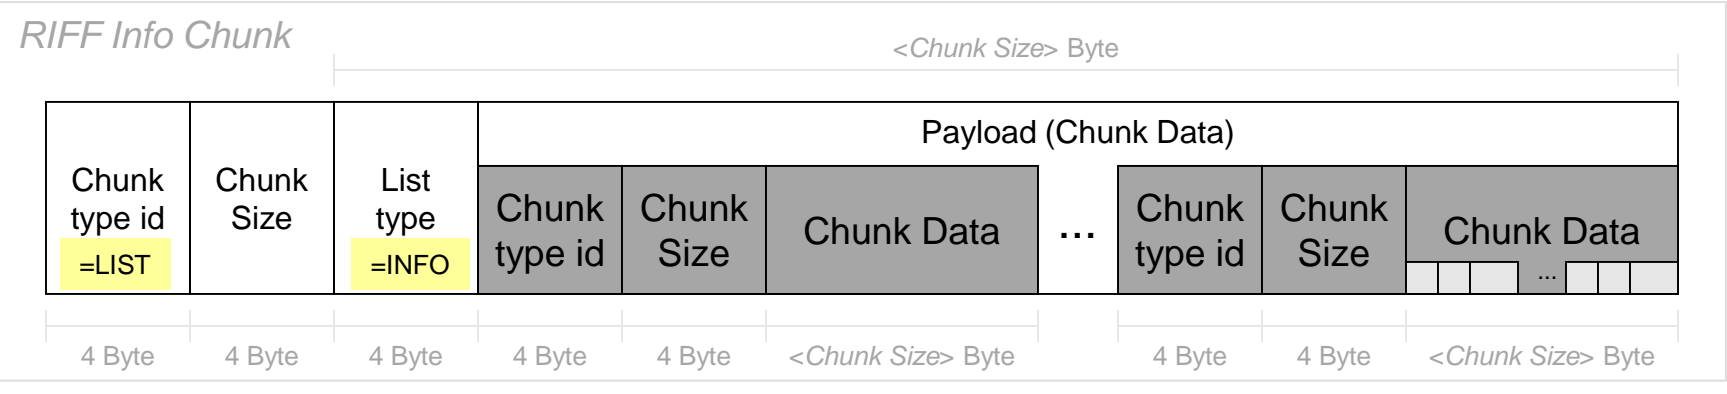 RIFF Info Chunk
<Chunk Size> Byte
Payload (Chunk Data)
Chunk
type id
=LIST
Chunk
Size
List
type
=INFO
Chunk
type id
Chunk
Size
Chunk Data
...
Chunk
type id
Chunk
Size
Chunk Data
...
4 Byte
4 Byte
4 Byte
4 Byte
4 Byte
<Chunk Size> Byte
4 Byte
4 Byte
<Chunk Size> Byte